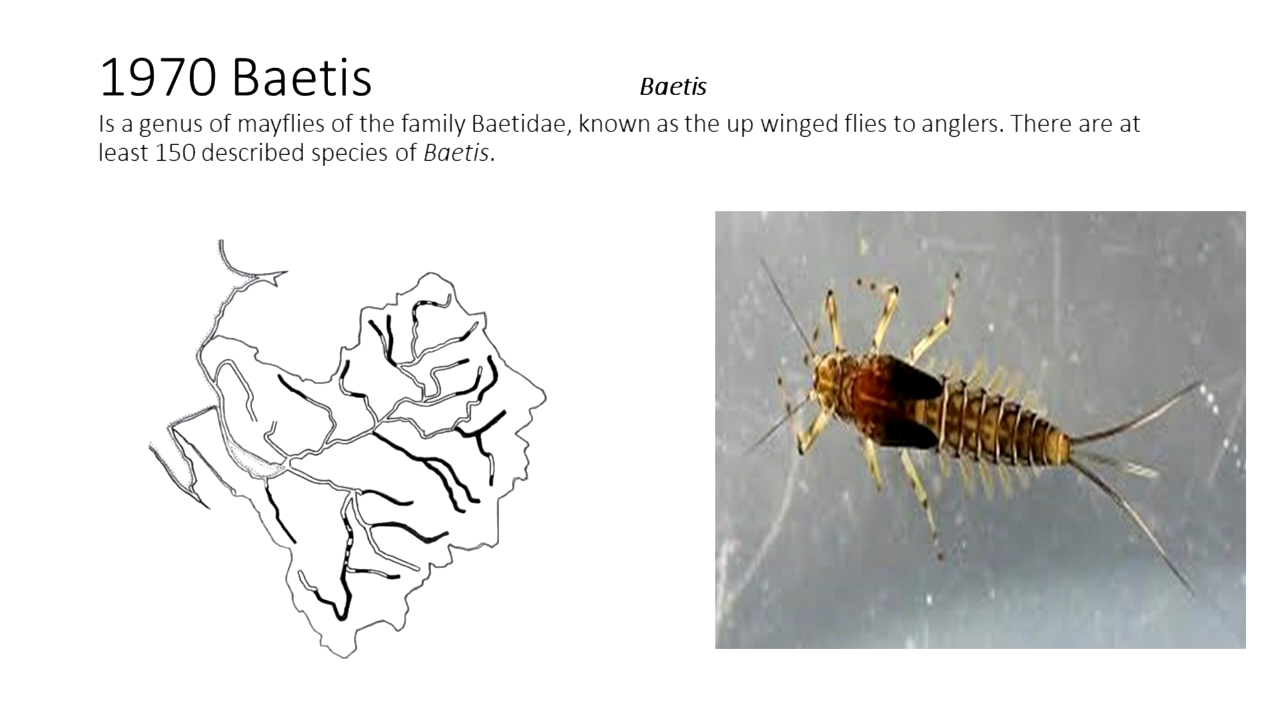 1970 Baetis
Baetis
Is a genus of mayflies of the family Baetidae, known as the up winged flies to anglers. There are at
least 150 described species of Baetis.